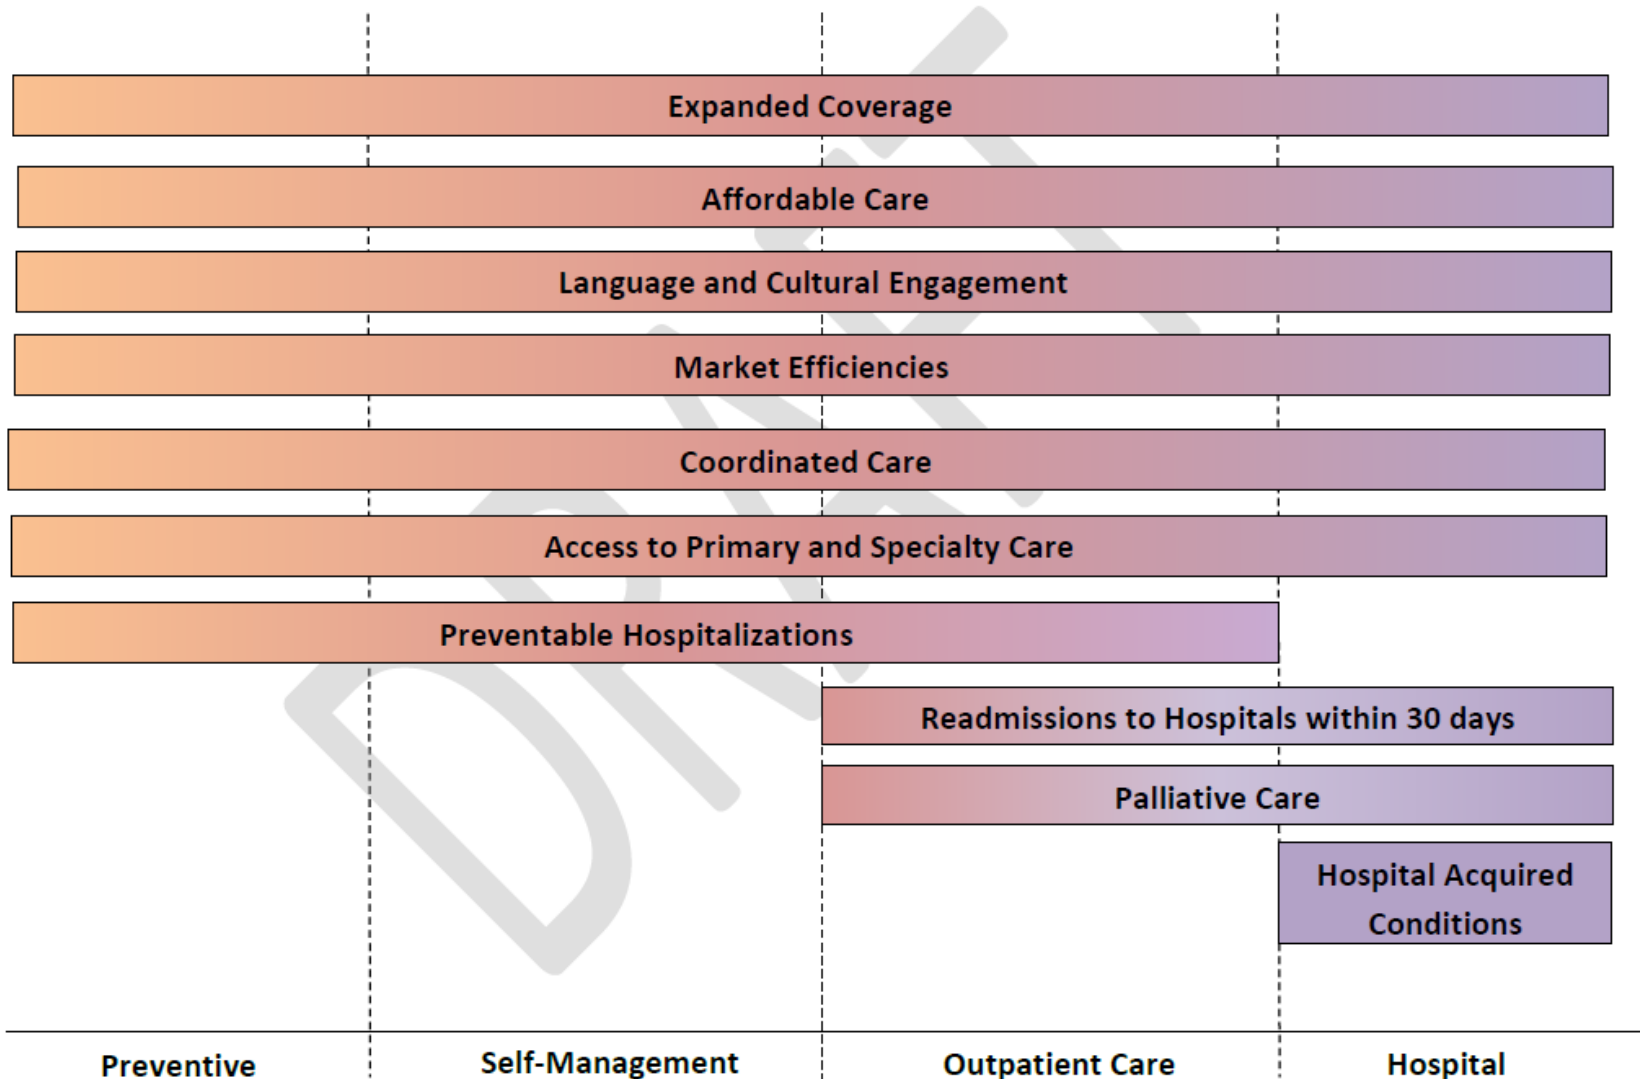 Expanded Coverage
Affordable Care
Language and Cultural Engagement
Market Efficiencies
Coordinated Care
Access to Primary and Specialty Care
Preventable Hospitalizations
Readmissions to Hospitals within 30 days
Palliative Care
Hospital Acquired
Conditions
Preventive
Self-Management
Outpatient Care
Hospital
DRAFT